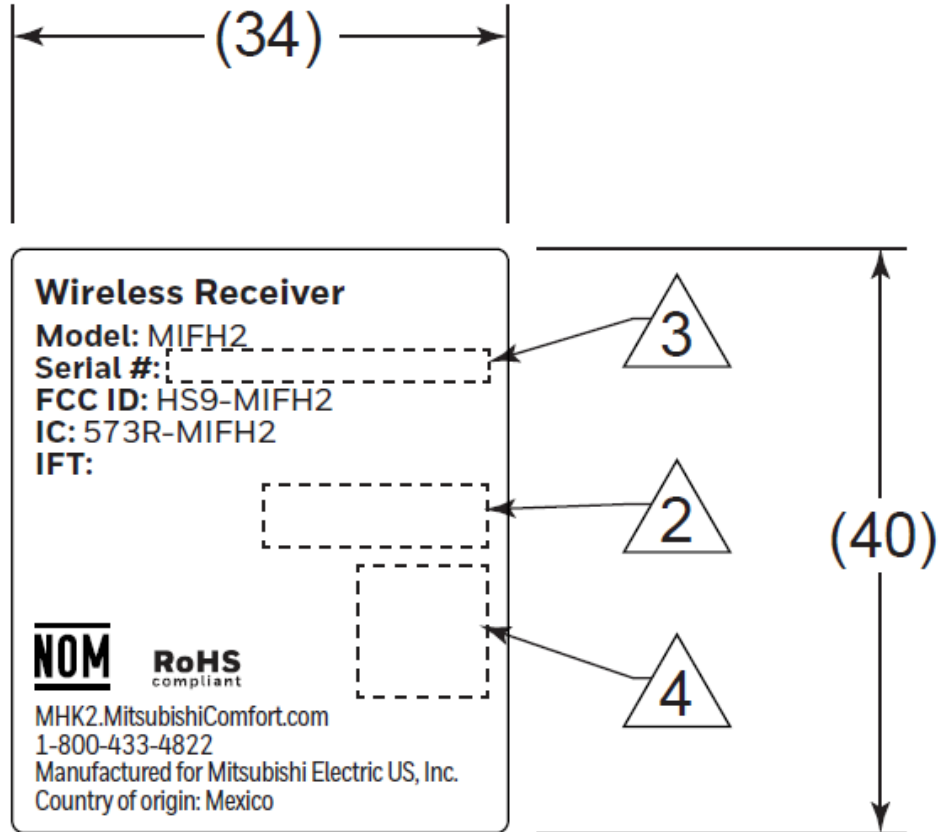 (34)
Wireless Receiver
Model: MIFH2
Serial #:
3
FCC ID: HS9-MIFH2
IC: 573R-MIFH2
IFT:
2
(40)
4
NOM
RoHS
compliant
MHK2.MitsubishiComfort.com
1-800-433-4822
Manufactured for Mitsubishi Electric US, Inc.
Country of origin: Mexico